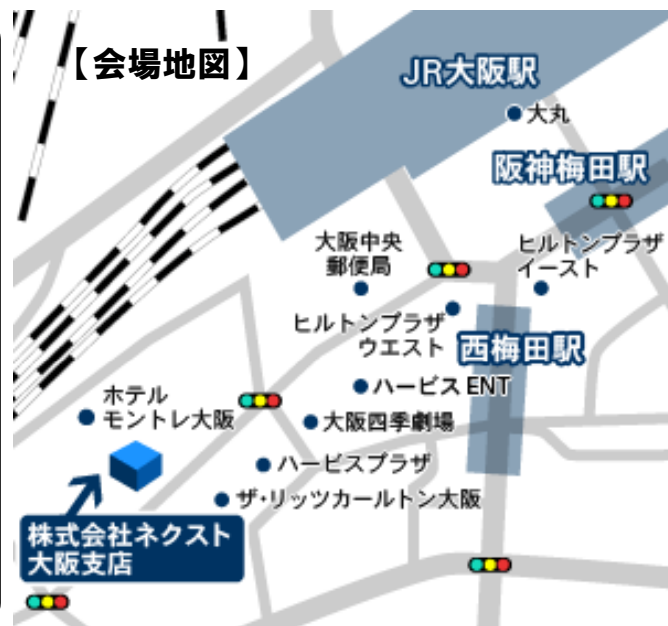 【会場地図】
JR大阪駅
大丸
阪神梅田駅
大阪中央
郵便局
ヒルトンプラザ
イースト
ヒルトンプラザ
ウエスト
西梅田駅
ホテル
モントレ大阪
ハービス ENT
大阪四季劇場
ハービスプラザ
ザ・リッツカールトン大阪
株式会社ネクスト
大阪支店